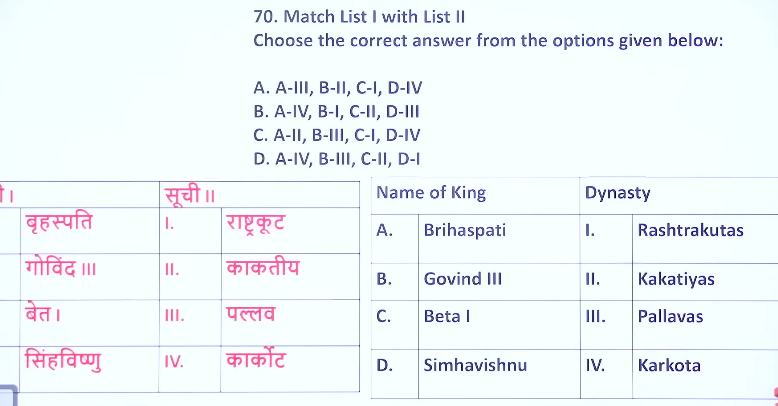 70. Match List I with List II
Choose the correct answer from the options given below:
A. A-III, B-II, C-I, D-IV
B. A-IV, B-I, C-II, D-III
C. A-II, B-III, C-I, D-IV
D. A-IV, B-III, C-II, D-I
I सूची II
बृहस्पति I. राष्ट्रकूट
गोविंद III II. काकतीय
बेत I III. पल्लव
सिंहविष्णु IV. कार्कोट
Name of King Dynasty
A. Brihaspati I. Rashtrakutas
B. Govind III II. Kakatiyas
C. Beta I III. Pallavas
D. Simhavishnu IV. Karkota